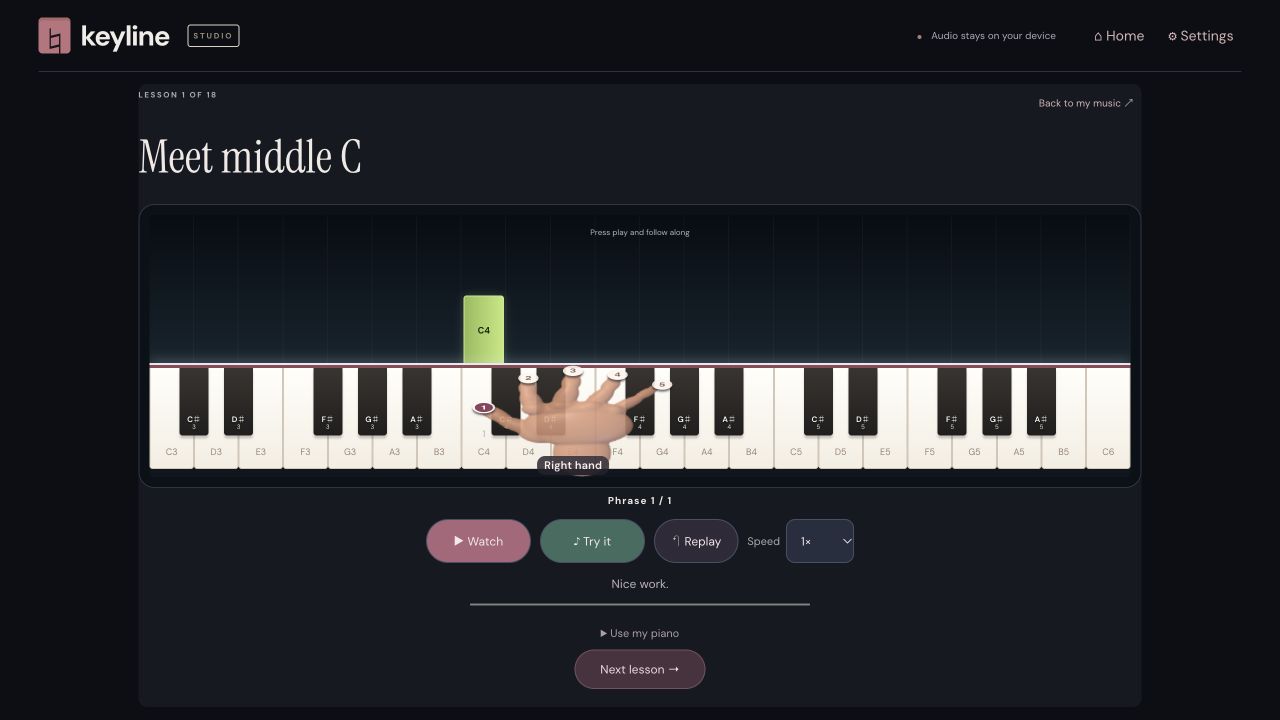 keyline
STUDIO
Audio stays on your device
Home
Settings
LESSON 1 OF 18
Back to my music ↗
Meet middle C
Press play and follow along
C4
1 2 3 4 5
C♯ 3 D♯ 3 F♯ 3 G♯ 3 A♯ 3 F♯ 4 G♯ 4 A♯ 4 C♯ 5 D♯ 5 F♯ 5 G♯ 5 A♯ 5
1
C3 D3 E3 F3 G3 A3 B3 C4 D4 F4 G4 A4 B4 C5 D5 E5 F5 G5 A5 B5 C6
Right hand
Phrase 1 / 1
▶ Watch
♪ Try it
Replay
Speed
1×
Nice work.
▶ Use my piano
Next lesson →